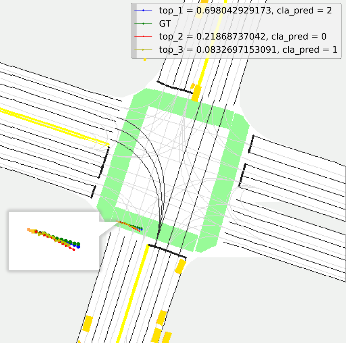 top_1 = 0.698042929173, cla_pred = 2
GT
top_2 = 0.21868737042, cla_pred = 0
top_3 = 0.0832697153091, cla_pred = 1